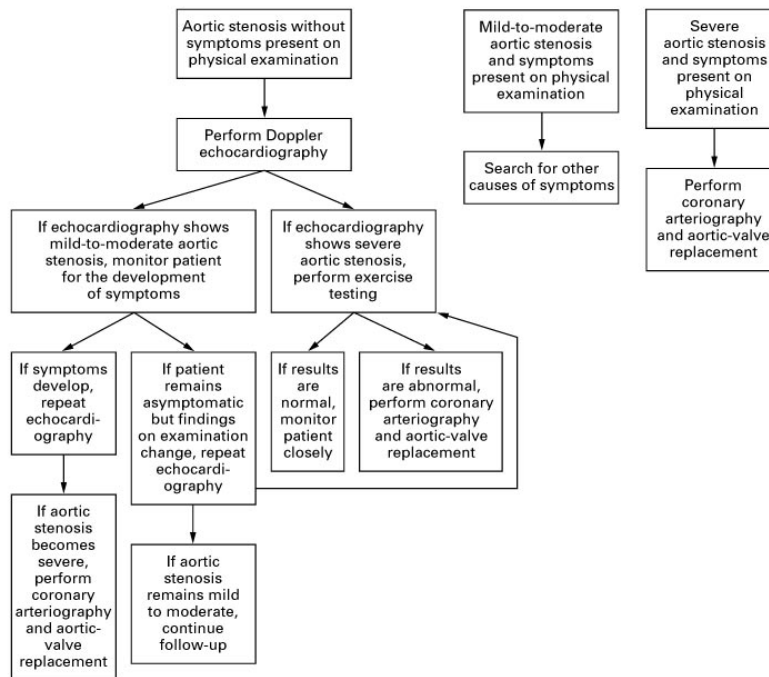 Aortic stenosis without
symptoms present on
physical examination
Mild-to-moderate
aortic stenosis
and symptoms
present on physical
examination
Severe
aortic stenosis
and symptoms
present on
physical
examination
Perform Doppler
echocardiography
Search for other
causes of symptoms
Perform
coronary
arteriography
and aortic-valve
replacement
If echocardiography shows
mild-to-moderate aortic
stenosis, monitor patient
for the development
of symptoms
If echocardiography
shows severe
aortic stenosis,
perform exercise
testing
If symptoms
develop,
repeat
echocardi-
ography
If patient
remains
asymptomatic
but findings
on examination
change, repeat
echocardi-
ography
If results
are
normal,
monitor
patient
closely
If results
are abnormal,
perform coronary
arteriography
and aortic-valve
replacement
If aortic
stenosis
becomes
severe,
perform
coronary
arteriography
and aortic-
valve
replacement
If aortic
stenosis
remains mild
to moderate,
continue
follow-up